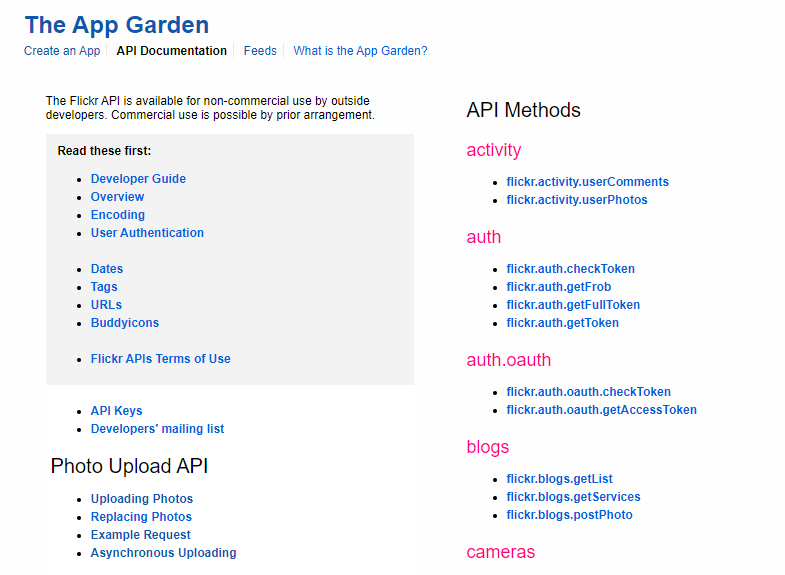 The App Garden
Create an App
API Documentation
Feeds
What is the App Garden?
The Flickr API is available for non-commercial use by outside
developers. Commercial use is possible by prior arrangement.
Read these first:
Developer Guide
Overview
Encoding
User Authentication
Dates
Tags
URLs
Buddyicons
Flickr APIs Terms of Use
API Keys
Developers' mailing list
Photo Upload API
Uploading Photos
Replacing Photos
Example Request
Asynchronous Uploading
API Methods
activity
flickr.activity.userComments
flickr.activity.userPhotos
auth
flickr.auth.checkToken
flickr.auth.getFrob
flickr.auth.getFullToken
flickr.auth.getToken
auth.oauth
flickr.auth.oauth.checkToken
flickr.auth.oauth.getAccessToken
blogs
flickr.blogs.getList
flickr.blogs.getServices
flickr.blogs.postPhoto
cameras